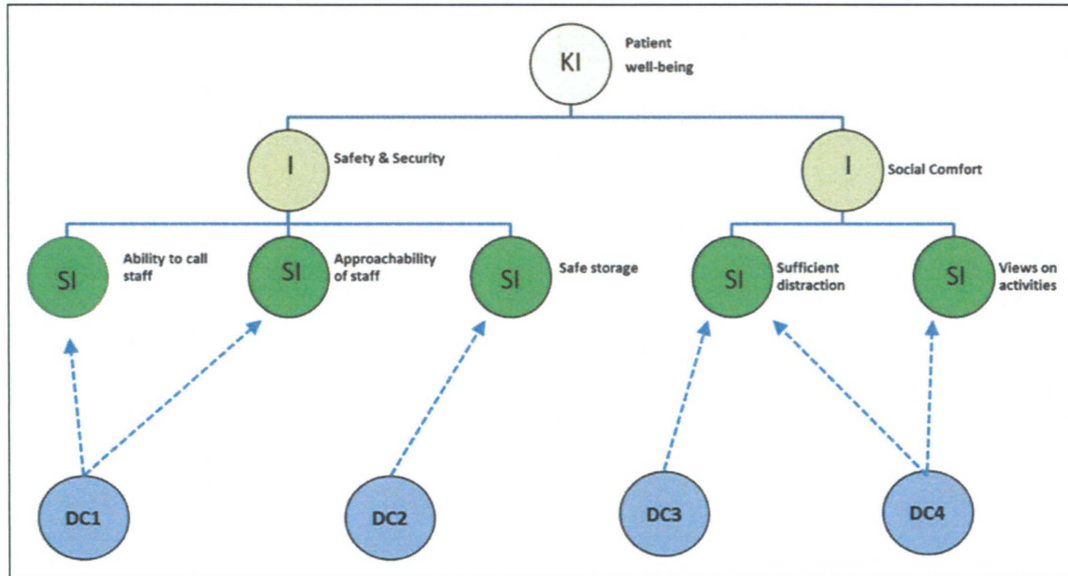 KI
Patient
well-being
I
Safety & Security
I
Social Comfort
SI
Ability to call
staff
SI
Approachability
of staff
SI
Safe storage
SI
Sufficient
distraction
SI
Views on
activities
DC1
DC2
DC3
DC4